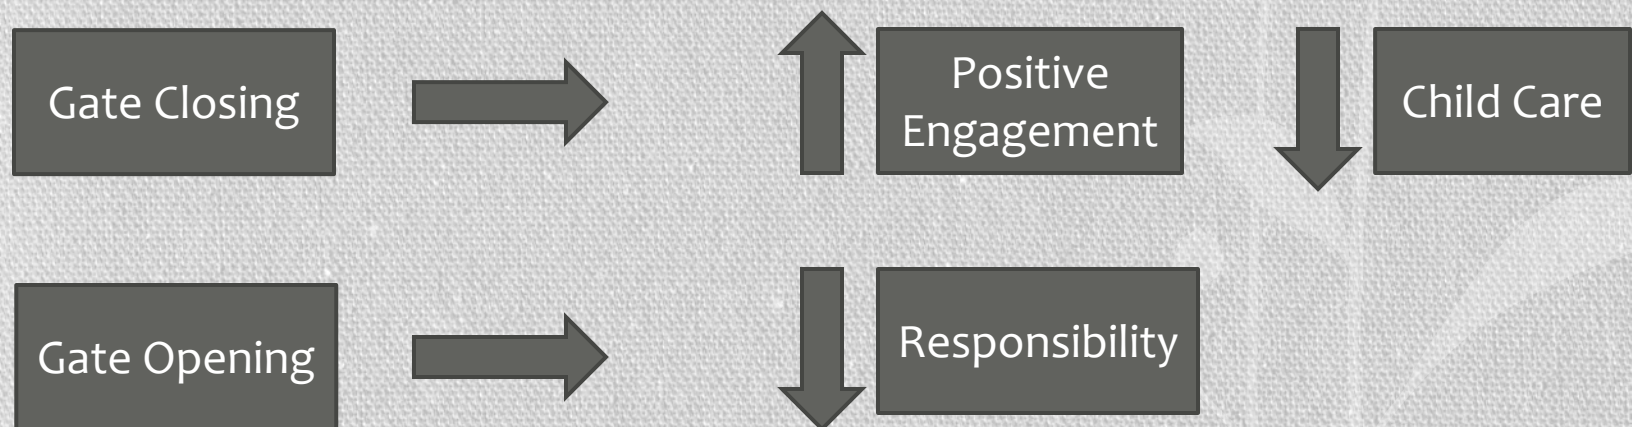 Gate Closing
Positive
Engagement
Child Care
Gate Opening
Responsibility